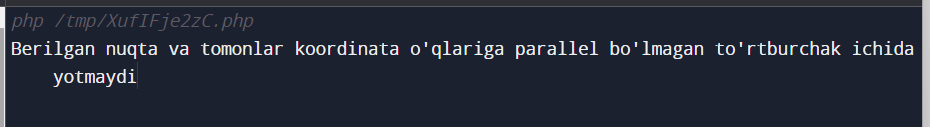 php /tmp/XufIFje2zC.php
Berilgan nuqta va tomonlar koordinata o'qlariga parallel bo'lmagan to'rtburchak ichida
yotmaydi